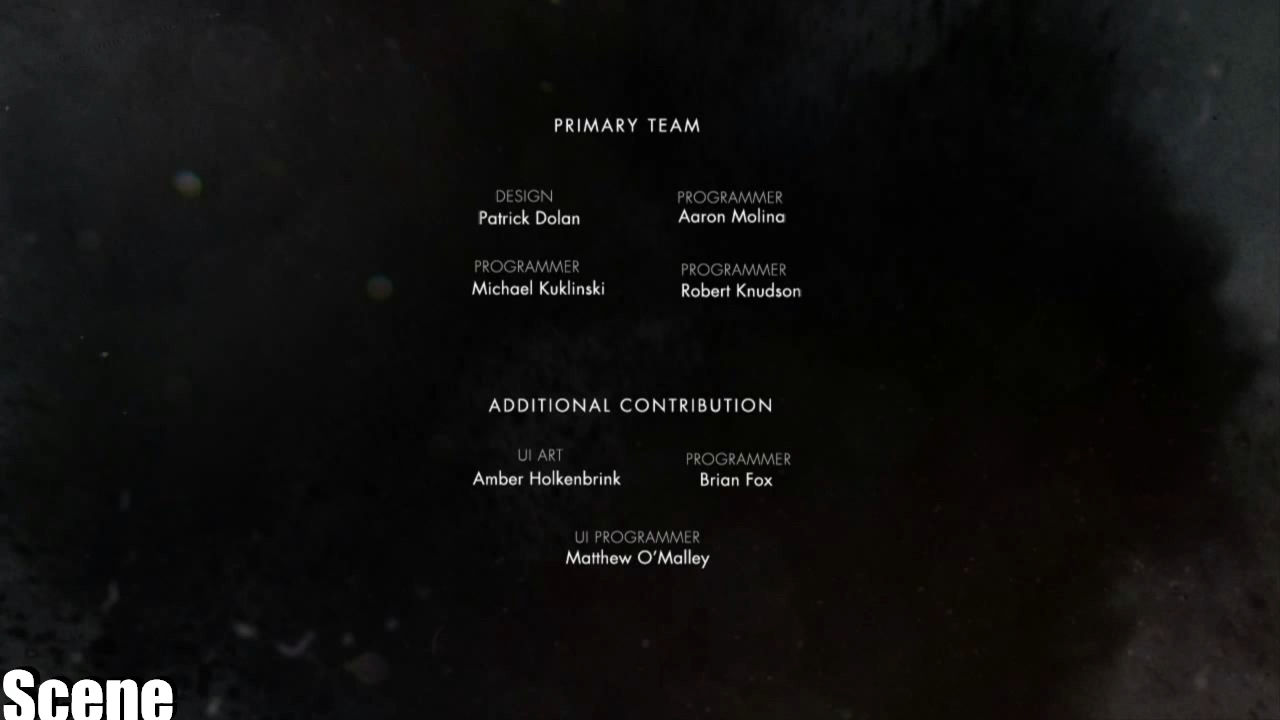 PRIMARY TEAM
DESIGN
Patrick Dolan
PROGRAMMER
Aaron Molina
PROGRAMMER
Michael Kuklinski
PROGRAMMER
Robert Knudson
ADDITIONAL CONTRIBUTION
UI ART
Amber Holkenbrink
PROGRAMMER
Brian Fox
UI PROGRAMMER
Matthew O’Malley
Scene